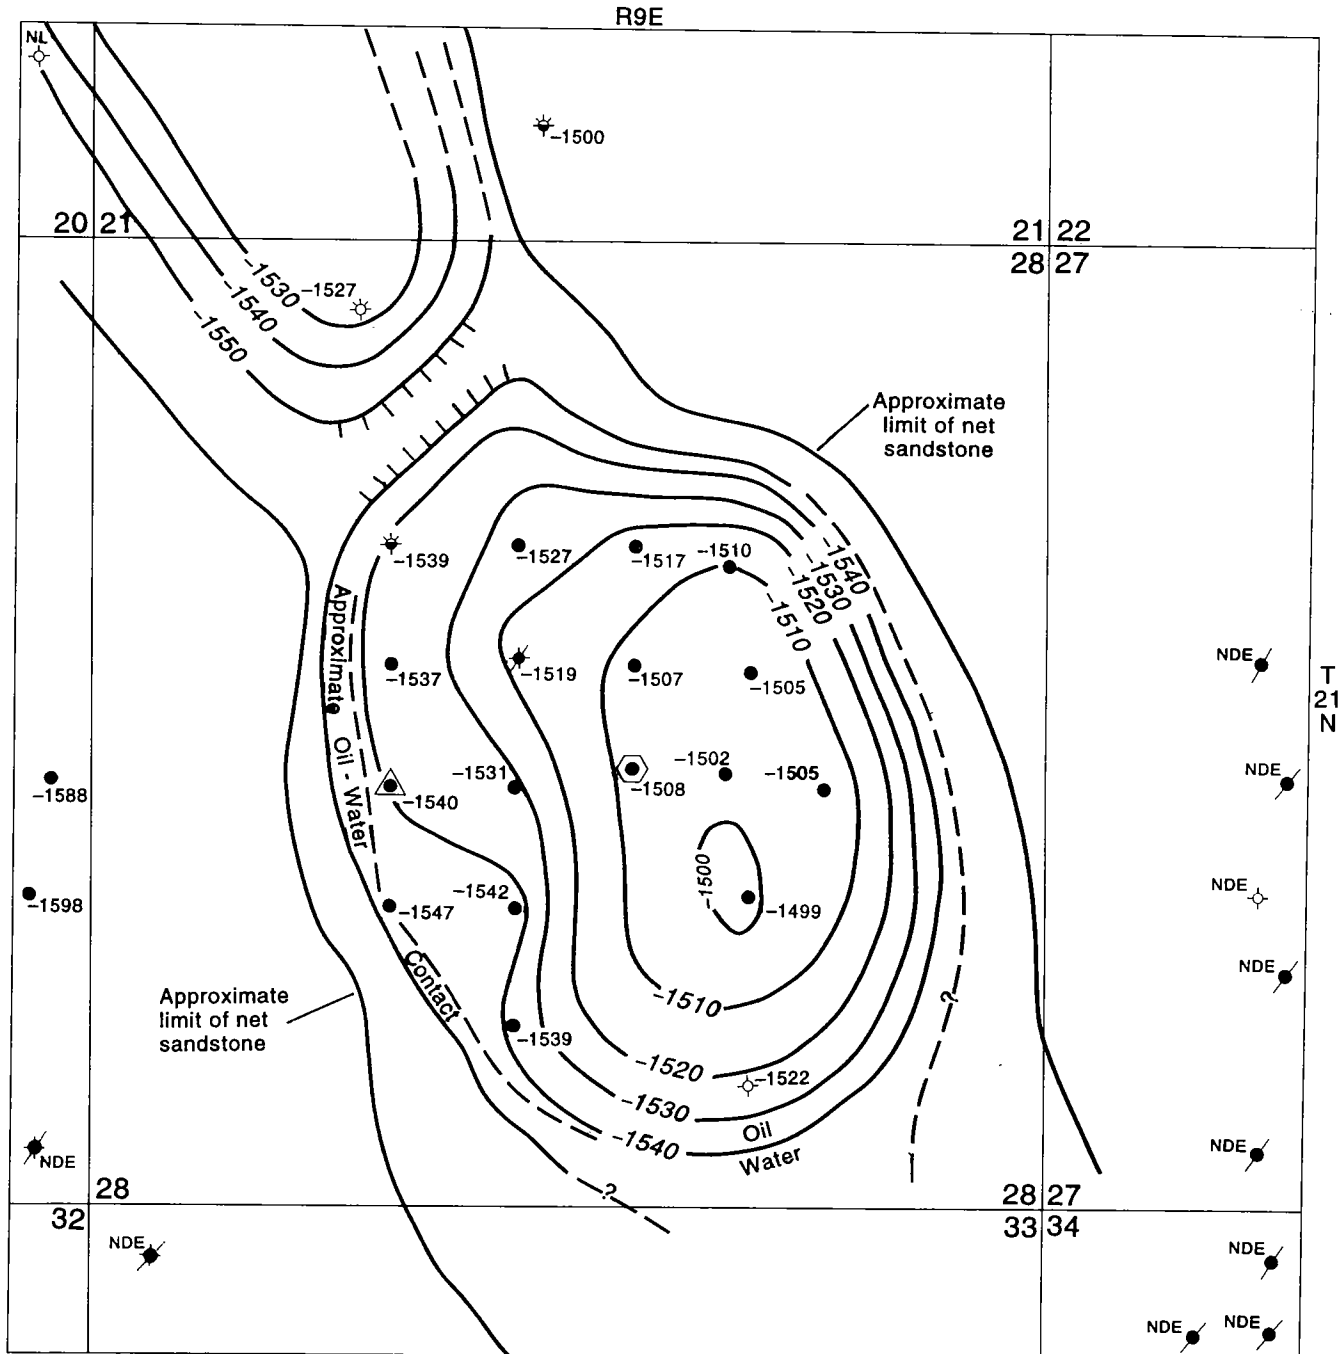 R9E
NL
-1500
20 21
21 22
28 27
-1530
-1527
-1540
-1550
Approximate
limit of net
sandstone
-1539
-1527
-1517
-1510
-1540
-1530
-1520
-1510
Approximate
Oil - Water
Contact
-1537
-1519
-1507
-1505
NDE
T
21
N
-1588
-1540
-1531
-1508
-1502
-1505
NDE
-1598
-1547
-1542
-1500
-1499
NDE
NDE
Approximate
limit of net
sandstone
-1510
?
-1539
-1520
-1522
-1530
-1540
Oil
Water
NDE
NDE
28
32
?
28 27
33 34
NDE
NDE
NDE
NDE